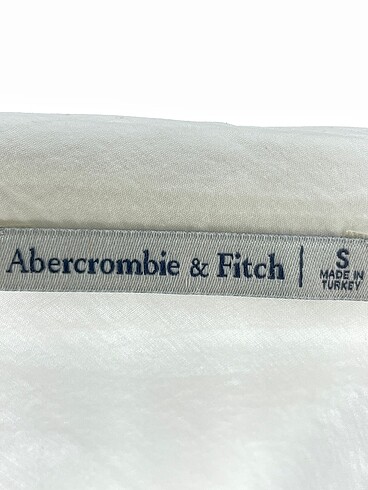 Abercrombie & Fitch | S
MADE IN
TURKEY